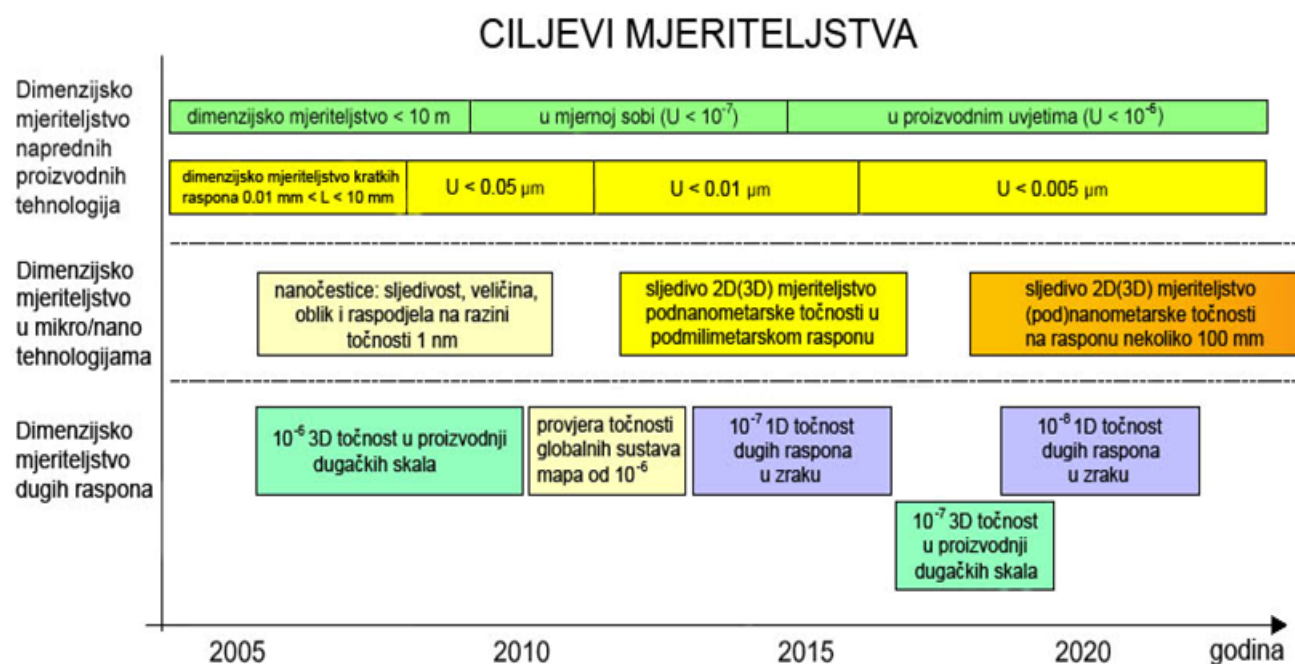 CILJEVI MJERITELJSTVA
Dimenzijsko
mjeriteljstvo
naprednih
proizvodnih
tehnologija
dimenzijsko mjeriteljstvo < 10 m
u mjernoj sobi (U < 10⁻⁷)
u proizvodnim uvjetima (U < 10⁻⁶)
dimenzijsko mjeriteljstvo kratkih
raspona 0.01 mm < L < 10 mm
U < 0.05 µm
U < 0.01 µm
U < 0.005 µm
Dimenzijsko
mjeriteljstvo
u mikro/nano
tehnologijama
nanočestice: sljedivost, veličina,
oblik i raspodjela na razini
točnosti 1 nm
sljedivo 2D(3D) mjeriteljstvo
podnanometarske točnosti u
podmilimetarskom rasponu
sljedivo 2D(3D) mjeriteljstvo
(pod)nanometarske točnosti
na rasponu nekoliko 100 mm
Dimenzijsko
mjeriteljstvo
dugih raspona
10⁻⁶ 3D točnost u proizvodnji
dugačkih skala
provjera točnosti
globalnih sustava
mapa od 10⁻⁶
10⁻⁷ 1D točnost
dugih raspona
u zraku
10⁻⁸ 1D točnost
dugih raspona
u zraku
10⁻⁷ 3D točnost
u proizvodnji
dugačkih skala
2005
2010
2015
2020
godina